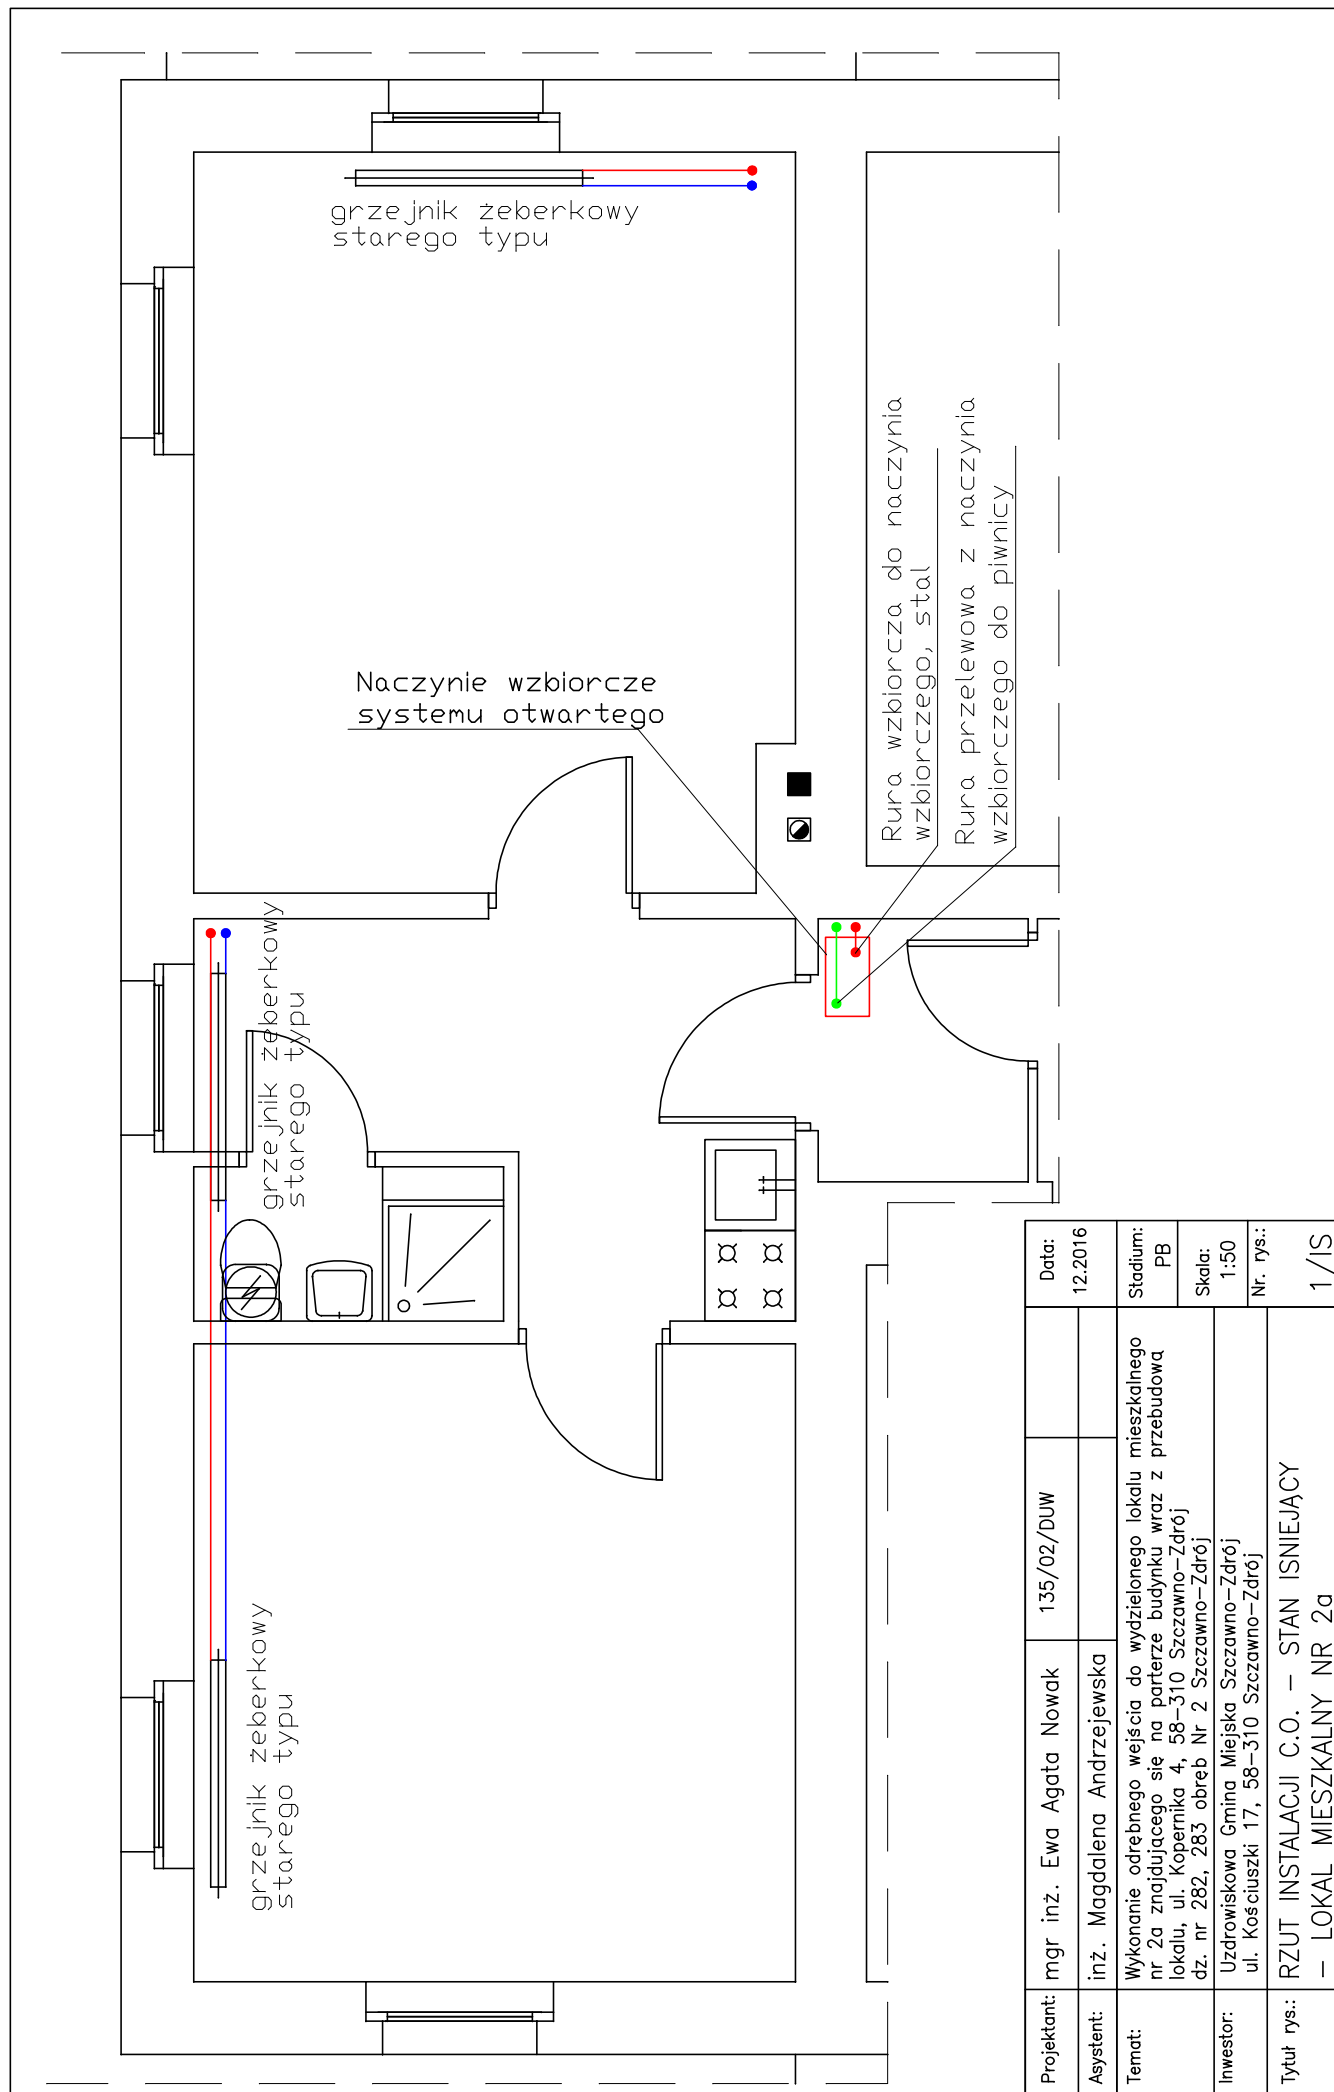 grzejnik żeberkowy
starego typu
Naczynie wzbiorcze
systemu otwartego
Rura wzbiorcza do naczynia
wzbiorczego, stal
Rura przelewowa z naczynia
wzbiorczego do piwnicy
grzejnik żeberkowy
starego typu
grzejnik żeberkowy
starego typu
Projektant: mgr inż. Ewa Agata Nowak 135/02/DUW
Data:
12.2016
Asystent: inż. Magdalena Andrzejewska
Temat: Wykonanie odrębnego wejścia do wydzielonego lokalu mieszkalnego
nr 2a znajdującego się na parterze budynku wraz z przebudową
lokalu, ul. Kopernika 4, 58-310 Szczawno-Zdrój
dz. nr 282, 283 obręb Nr 2 Szczawno-Zdrój
Stadium:
PB
Skala:
1:50
Inwestor: Uzdrowiskowa Gmina Miejska Szczawno-Zdrój
ul. Kościuszki 17, 58-310 Szczawno-Zdrój
Nr. rys.:
1/IS
Tytuł rys.: RZUT INSTALACJI C.O. - STAN ISNIEJĄCY
- LOKAL MIESZKALNY NR 2a